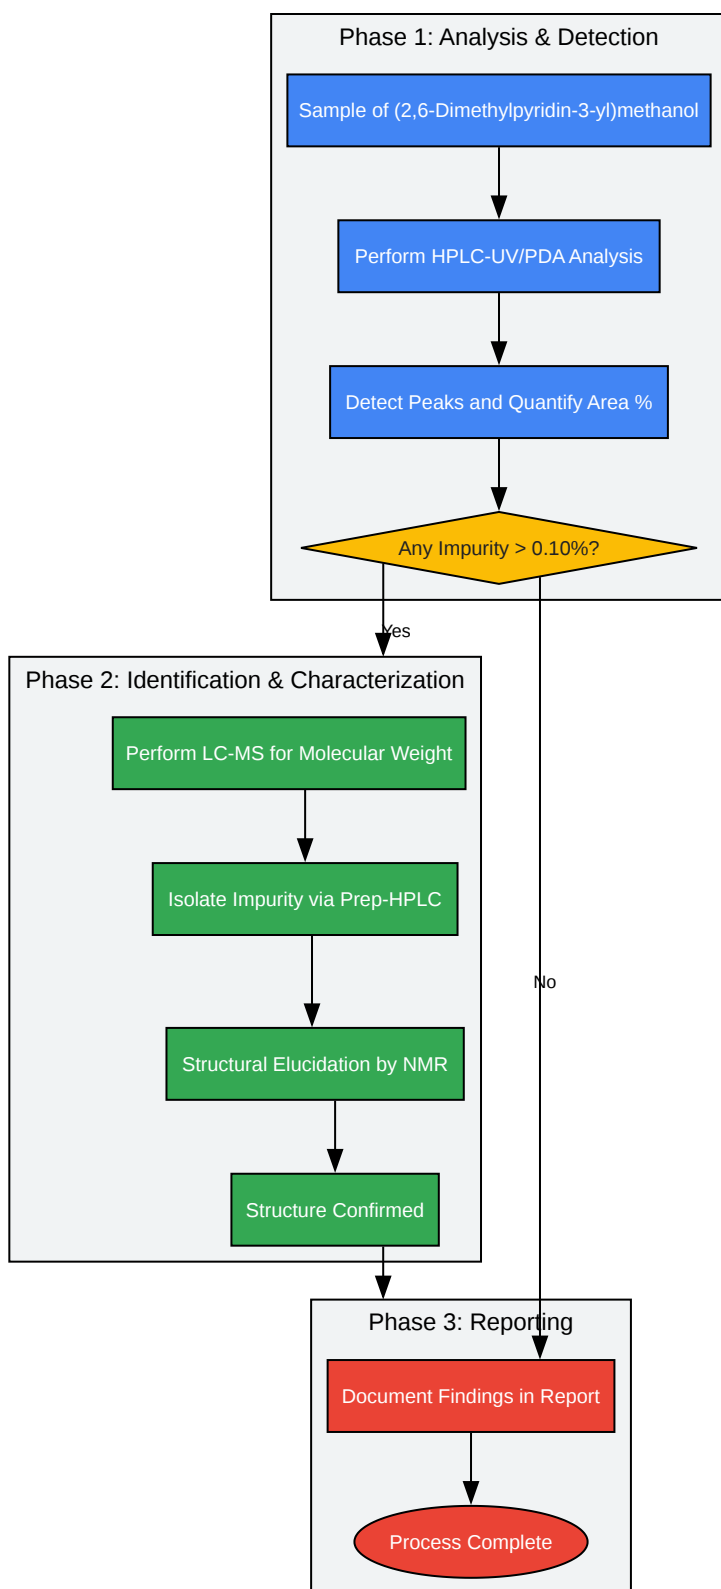 Phase 1: Analysis & Detection
Sample of (2,6-Dimethylpyridin-3-yl)methanol
Perform HPLC-UV/PDA Analysis
Detect Peaks and Quantify Area %
Any Impurity > 0.10%?
Yes
Phase 2: Identification & Characterization
Perform LC-MS for Molecular Weight
Isolate Impurity via Prep-HPLC
No
Structural Elucidation by NMR
Structure Confirmed
Phase 3: Reporting
Document Findings in Report
Process Complete